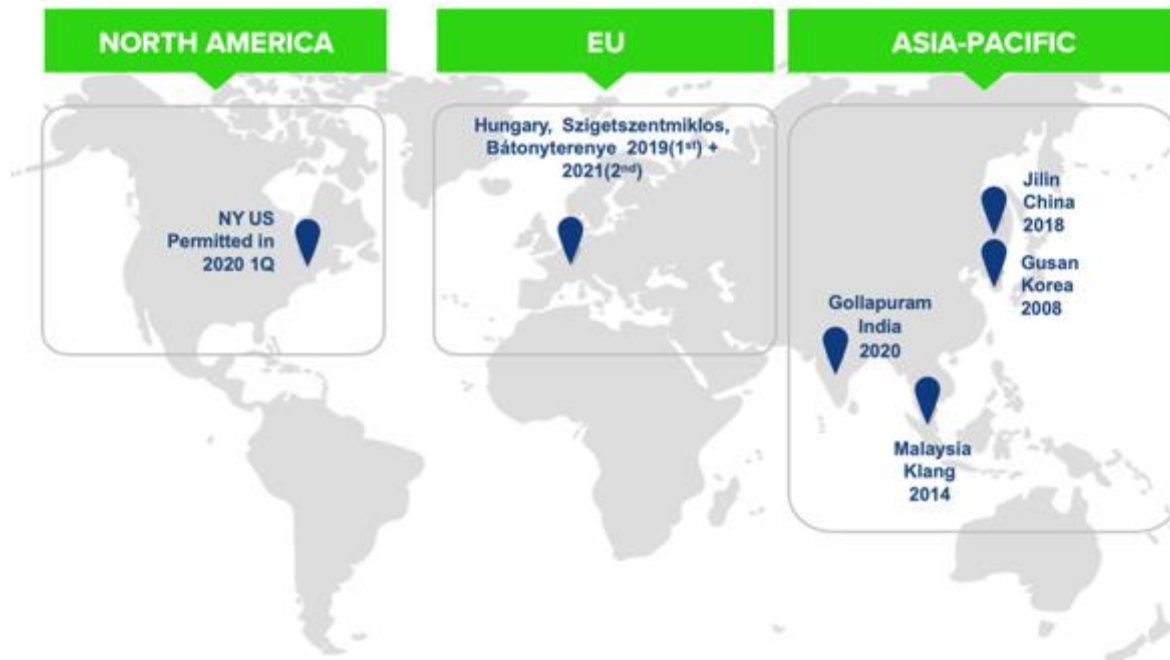 NORTH AMERICA
EU
ASIA-PACIFIC
Hungary, Szigetszentmiklos,
Bátonyterenye 2019(1st) +
2021(2nd)
NY US
Permitted in
2020 1Q
Jilin
China
2018
Gusan
Korea
2008
Gollapuram
India
2020
Malaysia
Klang
2014